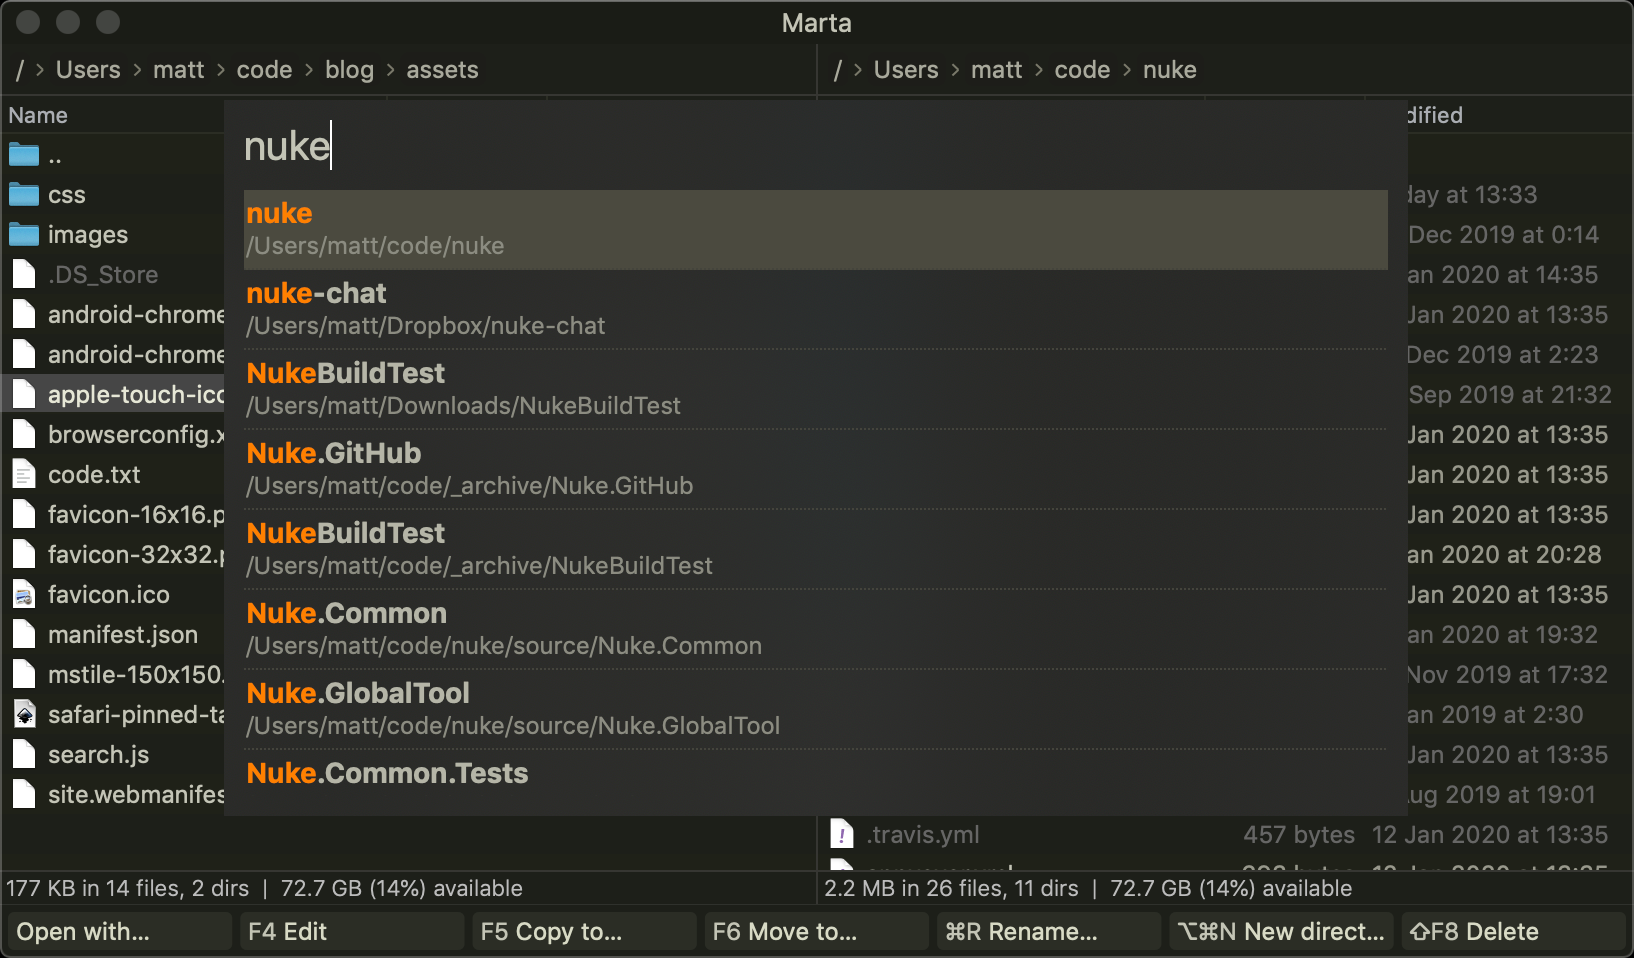 Marta
/ › Users › matt › code › blog › assets
/ › Users › matt › code › nuke
Name
dified
nuke
..
css
images
.DS_Store
android-chrome
android-chrome
apple-touch-icc
browserconfig.x
code.txt
favicon-16x16.p
favicon-32x32.p
favicon.ico
manifest.json
mstile-150x150.
safari-pinned-ta
search.js
site.webmanifes
nuke
/Users/matt/code/nuke
nuke-chat
/Users/matt/Dropbox/nuke-chat
NukeBuildTest
/Users/matt/Downloads/NukeBuildTest
Nuke.GitHub
/Users/matt/code/_archive/Nuke.GitHub
NukeBuildTest
/Users/matt/code/_archive/NukeBuildTest
Nuke.Common
/Users/matt/code/nuke/source/Nuke.Common
Nuke.GlobalTool
/Users/matt/code/nuke/source/Nuke.GlobalTool
Nuke.Common.Tests
day at 13:33
Dec 2019 at 0:14
an 2020 at 14:35
Jan 2020 at 13:35
Dec 2019 at 2:23
Sep 2019 at 21:32
Jan 2020 at 13:35
Jan 2020 at 13:35
Jan 2020 at 13:35
an 2020 at 20:28
Jan 2020 at 13:35
an 2020 at 19:32
Nov 2019 at 17:32
an 2019 at 2:30
Jan 2020 at 13:35
ug 2019 at 19:01
.travis.yml 457 bytes 12 Jan 2020 at 13:35
177 KB in 14 files, 2 dirs | 72.7 GB (14%) available
2.2 MB in 26 files, 11 dirs | 72.7 GB (14%) available
Open with... F4 Edit F5 Copy to... F6 Move to... ⌘R Rename... ⌥⌘N New direct... ⇧F8 Delete